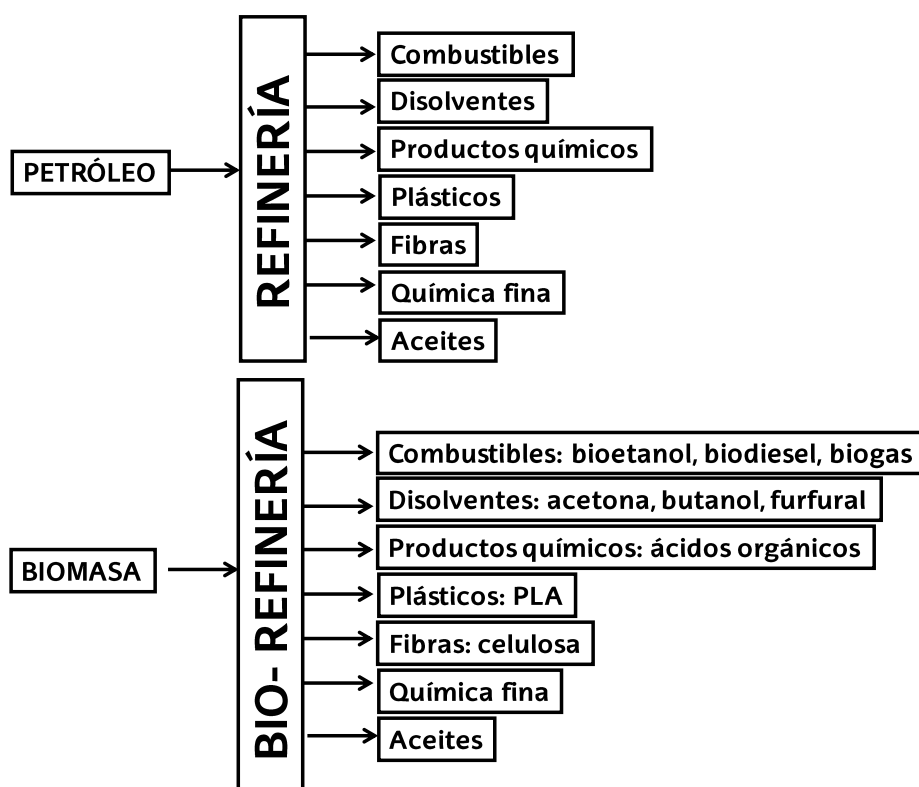 PETRÓLEO
REFINERÍA
Combustibles
Disolventes
Productos químicos
Plásticos
Fibras
Química fina
Aceites
BIOMASA
BIO- REFINERÍA
Combustibles: bioetanol, biodiesel, biogas
Disolventes: acetona, butanol, furfural
Productos químicos: ácidos orgánicos
Plásticos: PLA
Fibras: celulosa
Química fina
Aceites